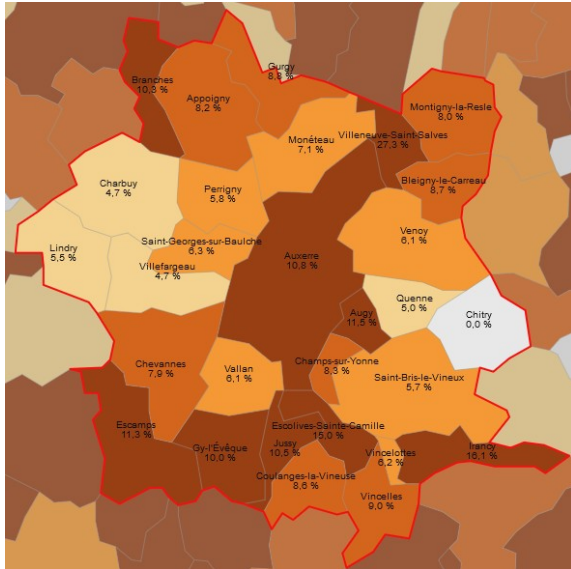 Gurgy
8,8 %
Branches
10,3 %
Appoigny
8,2 %
Montigny-la-Resle
8,0 %
Monéteau
7,1 %
Villeneuve-Saint-Salves
27,3 %
Bleigny-le-Carreau
8,7 %
Charbuy
4,7 %
Perrigny
5,8 %
Venoy
6,1 %
Saint-Georges-sur-Baulche
6,3 %
Lindry
5,5 %
Villefargeau
4,7 %
Auxerre
10,8 %
Quenne
5,0 %
Augy
11,5 %
Chitry
0,0 %
Chevannes
7,9 %
Vallan
6,1 %
Champs-sur-Yonne
8,3 %
Saint-Bris-le-Vineux
5,7 %
Escamps
11,3 %
Escolives-Sainte-Camille
15,0 %
Gy-l'Évêque
10,0 %
Jussy
10,5 %
Vincelottes
6,2 %
Irancy
16,1 %
Coulanges-la-Vineuse
8,6 %
Vincelles
9,0 %